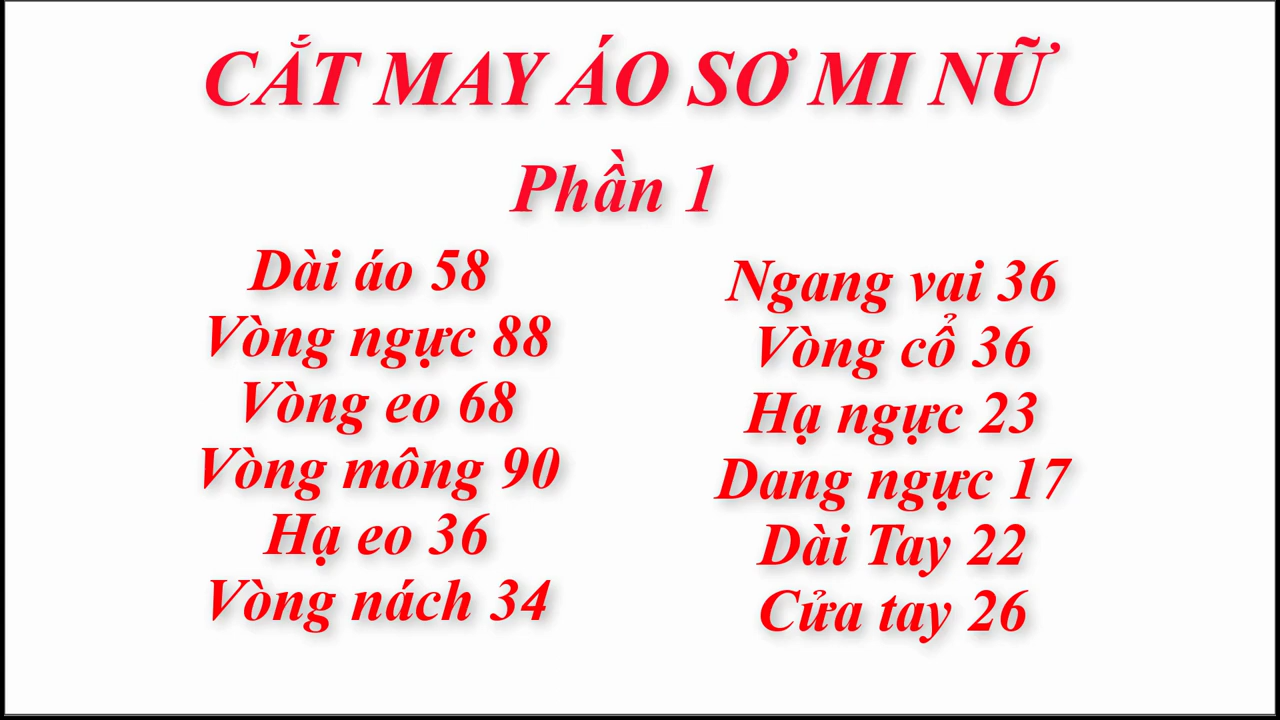 CẮT MAY ÁO SƠ MI NỮ
Phần 1
Dài áo 58
Vòng ngực 88
Vòng eo 68
Vòng mông 90
Hạ eo 36
Vòng nách 34
Ngang vai 36
Vòng cổ 36
Hạ ngực 23
Dang ngực 17
Dài Tay 22
Cửa tay 26